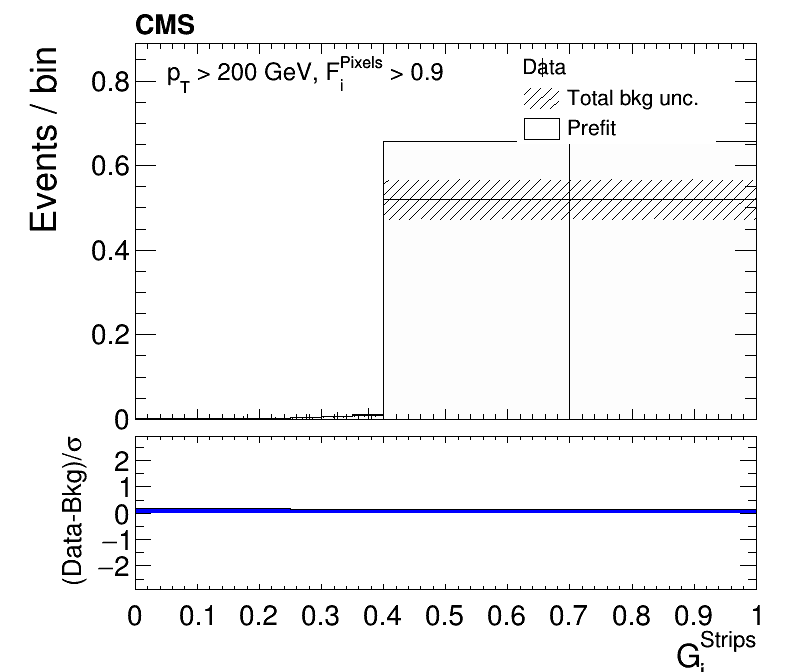 CMS
Events / bin
p_T > 200 GeV, F_i^Pixels > 0.9
Data
Total bkg unc.
Prefit
0.8
0.6
0.4
0.2
0
(Data-Bkg)/σ
2
1
0
−1
−2
0 0.1 0.2 0.3 0.4 0.5 0.6 0.7 0.8 0.9 1
G_i^Strips